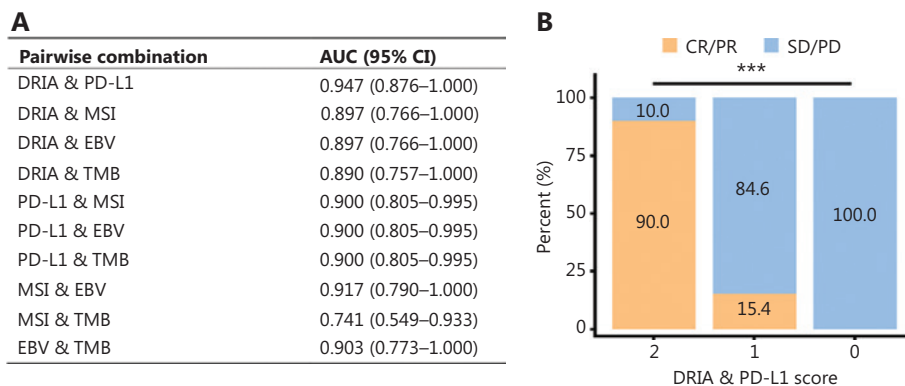 A
Pairwise combination AUC (95% CI)
DRIA & PD-L1 0.947 (0.876–1.000)
DRIA & MSI 0.897 (0.766–1.000)
DRIA & EBV 0.897 (0.766–1.000)
DRIA & TMB 0.890 (0.757–1.000)
PD-L1 & MSI 0.900 (0.805–0.995)
PD-L1 & EBV 0.900 (0.805–0.995)
PD-L1 & TMB 0.900 (0.805–0.995)
MSI & EBV 0.917 (0.790–1.000)
MSI & TMB 0.741 (0.549–0.933)
EBV & TMB 0.903 (0.773–1.000)
B
CR/PR SD/PD
***
Percent (%)
100
75
50
25
0
10.0
90.0
84.6
15.4
100.0
2 1 0
DRIA & PD-L1 score